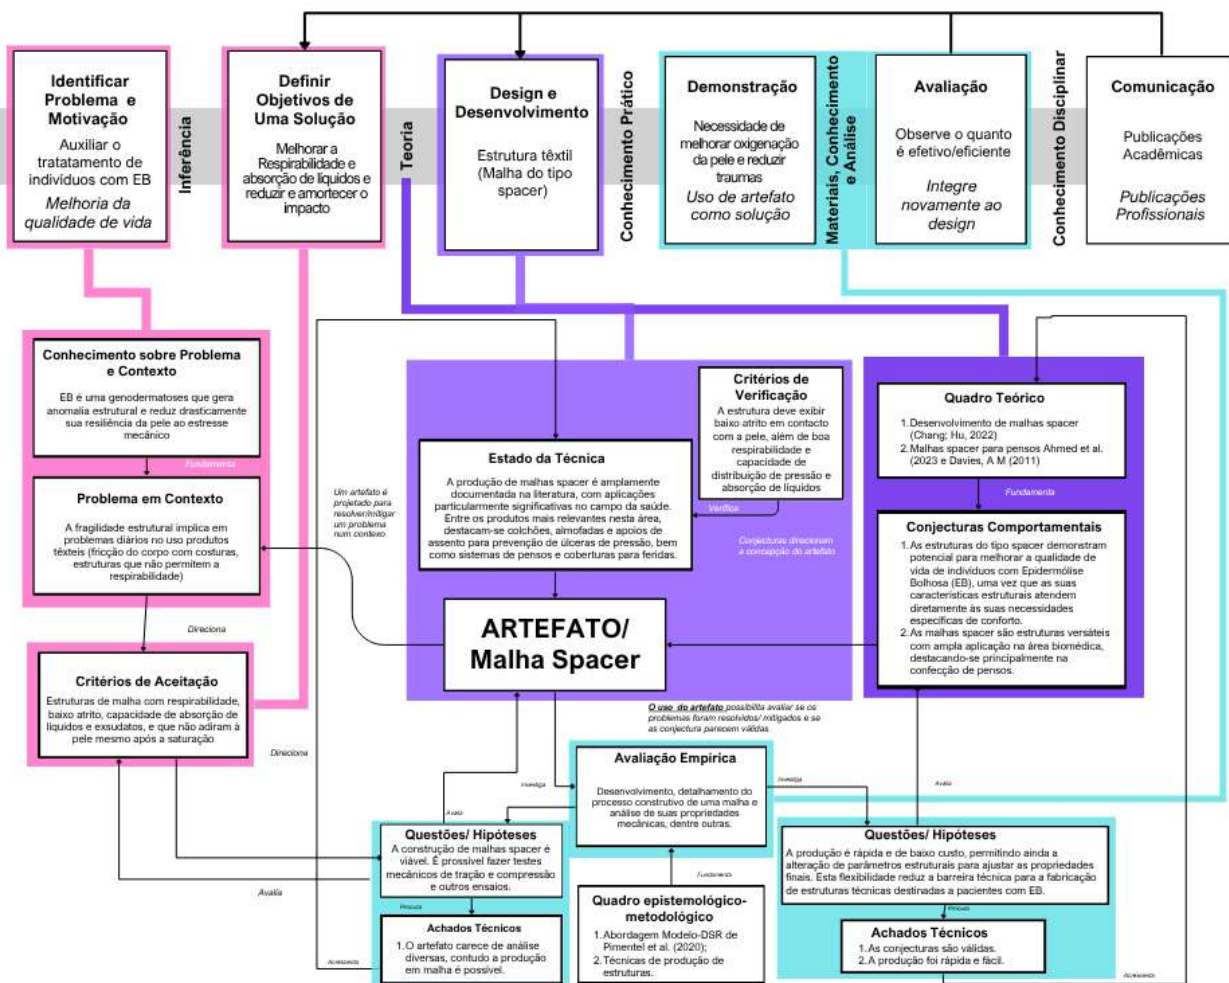 Identificar
Problema e
Motivação
Auxiliar o
tratatamento de
indivíduos com EB
Melhoria da
qualidade de vida
Inferência
Definir
Objetivos de
Uma Solução
Melhorar a
Respirabilidade e
absorção de líquidos e
reduzir e amortecer o
impacto
Teoria
Design e
Desenvolvimento
Estrutura têxtil
(Malha do tipo
spacer)
Conhecimento Prático
Demonstração
Necessidade de
melhorar oxigenação
da pele e reduzir
traumas
Uso de artefato
como solução
Materiais, Conhecimento
e Análise
Avaliação
Observe o quanto
é efetivo/eficiente
Integre
novamente ao
design
Conhecimento Disciplinar
Comunicação
Publicações
Acadêmicas
Publicações
Profissionais
Conhecimento sobre Problema
e Contexto
EB é uma genodermatoses que gera
anomalia estrutural e reduz drasticamente
sua resiliência da pele ao estresse
mecânico
Fundamenta
Problema em Contexto
A fragilidade estrutural implica em
problemas diários no uso produtos
têxteis (fricção do corpo com costuras,
estruturas que não permitem a
respirabilidade)
Direciona
Critérios de Aceitação
Estruturas de malha com respirabilidade,
baixo atrito, capacidade de absorção de
líquidos e exsudatos, e que não adiram à
pele mesmo após a saturação
Direciona
Avalia
Um artefato é
projetado para
resolver/mitigar
um problema
num contexo
Estado da Técnica
A produção de malhas spacer é amplamente
documentada na literatura, com aplicações
particularmente significativas no campo da saúde.
Entre os produtos mais relevantes nesta área,
destacam-se colchões, almofadas e apoios de
assento para prevenção de úlceras de pressão, bem
como sistemas de pensos e coberturas para feridas.
Critérios de
Verificação
A estrutura deve exibir
baixo atrito em contacto
com a pele, além de boa
respirabilidade e
capacidade de
distribuição de pressão e
absorção de líquidos
Verifica
Conjecturas direcionam
a concepção do artefato
ARTEFATO/
Malha Spacer
O uso do artefato possibilita avaliar se os
problemas foram resolvidos/ mitigados e se
as conjectura parecem válidas
Quadro Teórico
1. Desenvolvimento de malhas spacer
(Chang; Hu, 2022)
2. Malhas spacer para pensos Ahmed et al.
(2023 e Davies, A M (2011)
Fundamenta
Conjecturas Comportamentais
1. As estruturas do tipo spacer demonstram
potencial para melhorar a qualidade de
vida de indivíduos com Epidermólise
Bolhosa (EB), uma vez que as suas
características estruturais atendem
diretamente às suas necessidades
específicas de conforto.
2. As malhas spacer são estruturas versáteis
com ampla aplicação na área biomédica,
destacando-se principalmente na
confecção de pensos.
Avalia
Investiga
Avaliação Empírica
Desenvolvimento, detalhamento do
processo construtivo de uma malha e
análise de suas propriedades
mecânicas, dentre outras.
Investiga
Avalia
Questões/ Hipóteses
A construção de malhas spacer é
viável. É prossível fazer testes
mecânicos de tração e compressão
e outros ensaios.
Produz
Achados Técnicos
1. O artefato carece de análise
diversas, contudo a produção
em malha é possível.
Acrescenta
Fundamenta
Quadro epistemológico-
metodológico
1. Abordagem Modelo-DSR de
Pimentel et al. (2020);
2. Técnicas de produção de
estruturas.
Questões/ Hipóteses
A produção é rápida e de baixo custo, permitindo ainda a
alteração de parâmetros estruturais para ajustar as propriedades
finais. Esta flexibilidade reduz a barreira técnica para a fabricação
de estruturas técnicas destinadas a pacientes com EB.
Produz
Achados Técnicos
1. As conjecturas são válidas.
2. A produção foi rápida e fácil.
Acrescenta